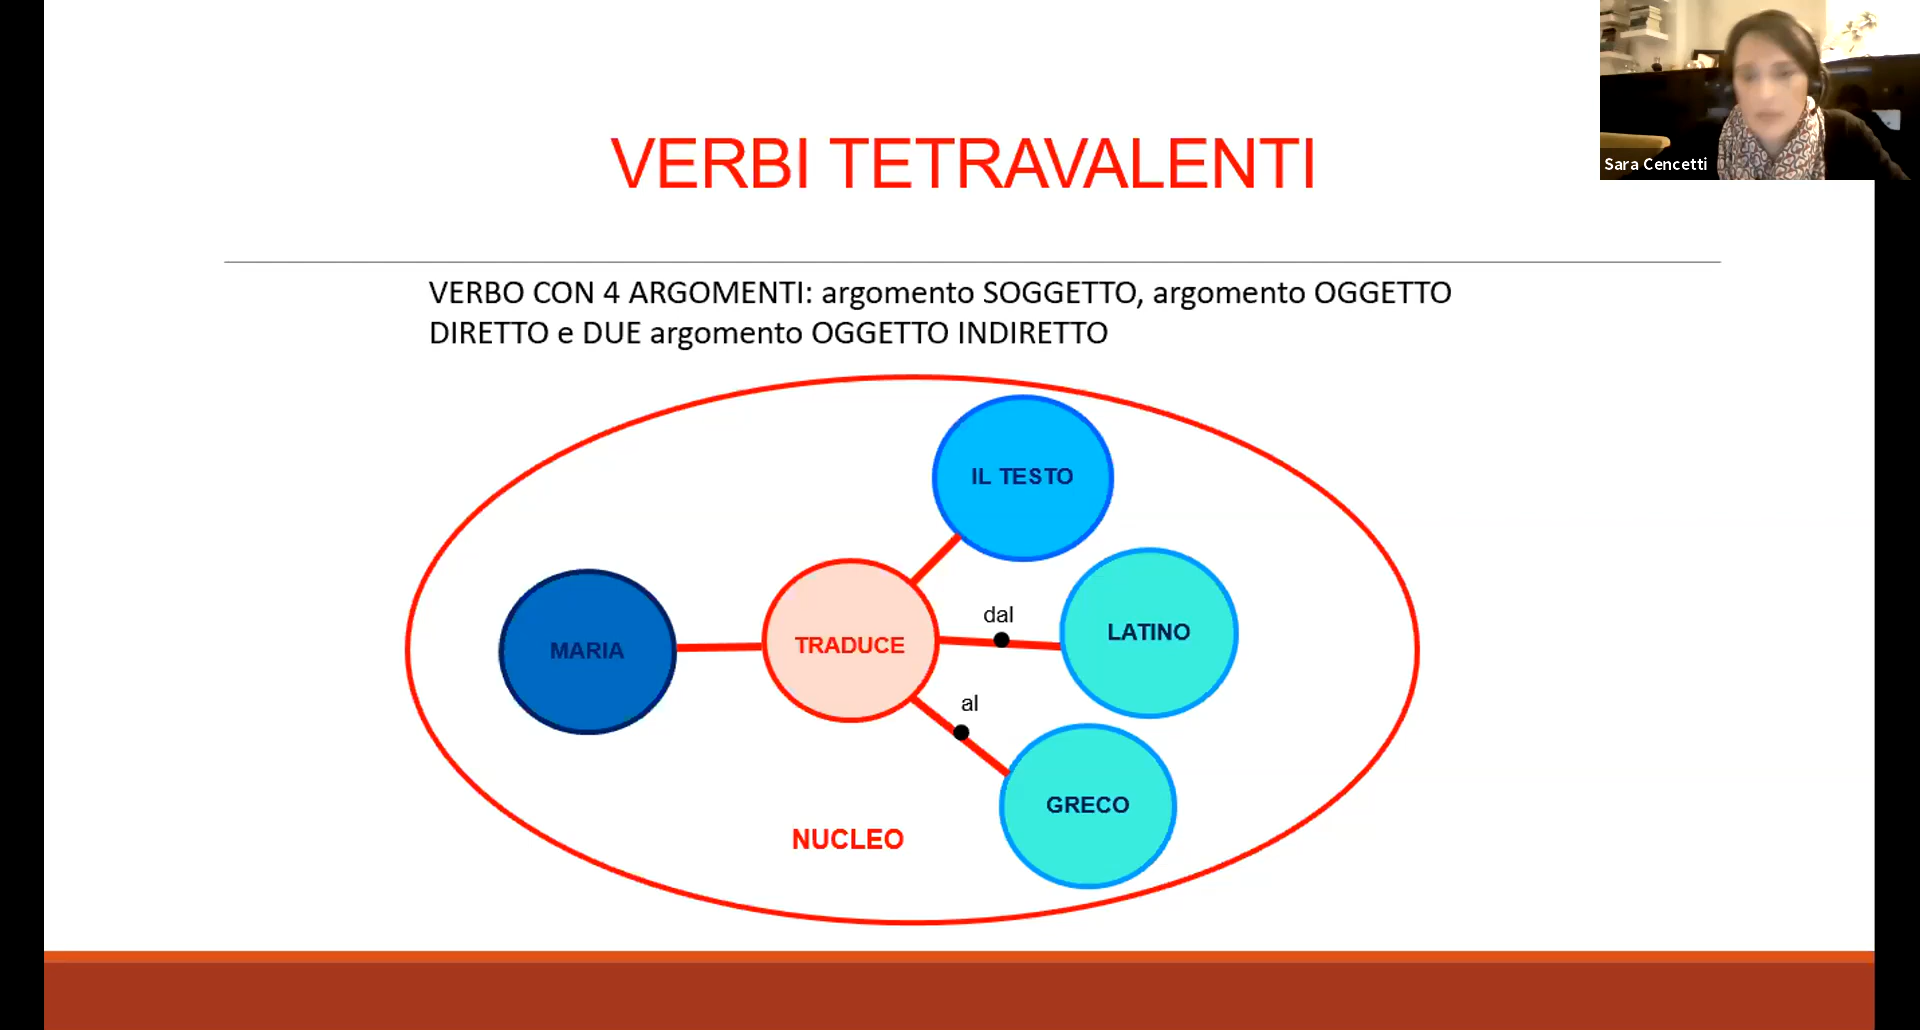 VERBI TETRAVALENTI
Sara Cencetti
VERBO CON 4 ARGOMENTI: argomento SOGGETTO, argomento OGGETTO
DIRETTO e DUE argomento OGGETTO INDIRETTO
IL TESTO
dal
LATINO
MARIA
TRADUCE
al
GRECO
NUCLEO